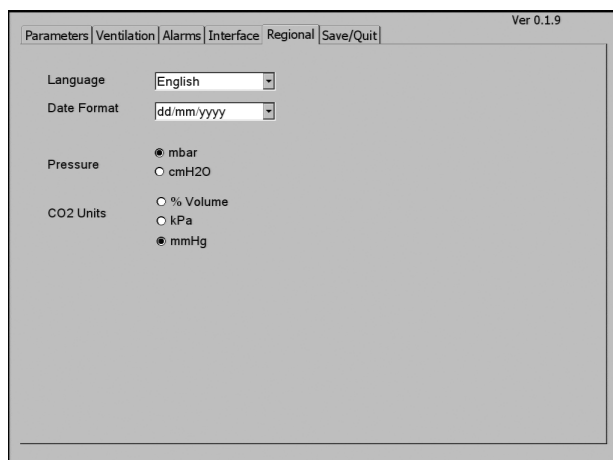 Ver 0.1.9
Parameters Ventilation Alarms Interface Regional Save/Quit
Language English
Date Format dd/mm/yyyy
Pressure
mbar
cmH2O
CO2 Units
% Volume
kPa
mmHg